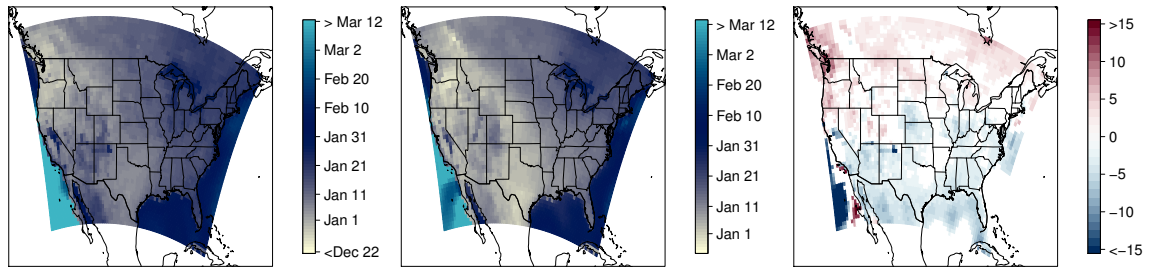 > Mar 12
Mar 2
Feb 20
Feb 10
Jan 31
Jan 21
Jan 11
Jan 1
<Dec 22
> Mar 12
Mar 2
Feb 20
Feb 10
Jan 31
Jan 21
Jan 11
Jan 1
>15
10
5
0
−5
−10
<−15